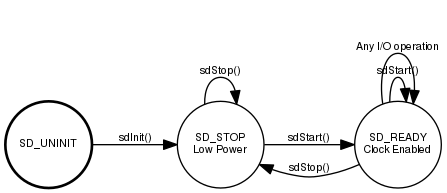 Any I/O operation
sdStop()
sdStart()
SD_UNINIT
sdInit()
SD_STOP
Low Power
sdStart()
SD_READY
Clock Enabled
sdStop()